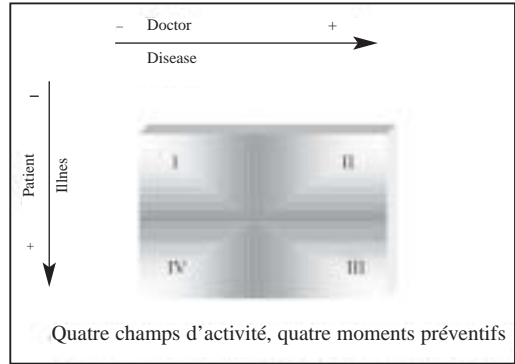 – Doctor +
Disease
–
Patient
Illnes
+
I II
IV III
Quatre champs d'activité, quatre moments préventifs